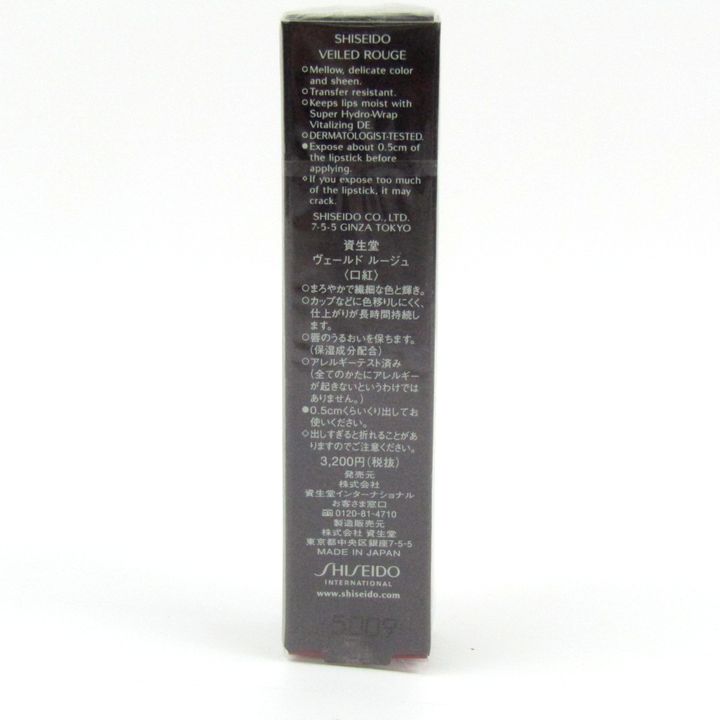 SHISEIDO
VEILED ROUGE
○Mellow, delicate color
and sheen.
○Transfer resistant.
○Keeps lips moist with
Super Hydro-Wrap
Vitalizing DE.
○DERMATOLOGIST-TESTED.
●Expose about 0.5cm of
the lipstick before
applying.
◇If you expose too much
of the lipstick, it may
crack.
SHISEIDO CO., LTD.
7-5-5 GINZA TOKYO
資生堂
ヴェールド ルージュ
〈口紅〉
○まろやかで繊細な色と輝き。
○カップなどに色移りしにくく、
仕上がりが長時間持続し
ます。
○唇のうるおいを保ちます。
(保湿成分配合)
○アレルギーテスト済み
(全てのかたにアレルギー
が起きないというわけでは
ありません。)
●0.5cmくらいくり出してお
使いください。
◇出しすぎると折れることがあ
りますのでご注意ください。
3,200円(税抜)
発売元
株式会社
資生堂インターナショナル
お客さま窓口
0120-81-4710
製造販売元
株式会社 資生堂
東京都中央区銀座7-5-5
MADE IN JAPAN
SHISEIDO
INTERNATIONAL
www.shiseido.com
5009